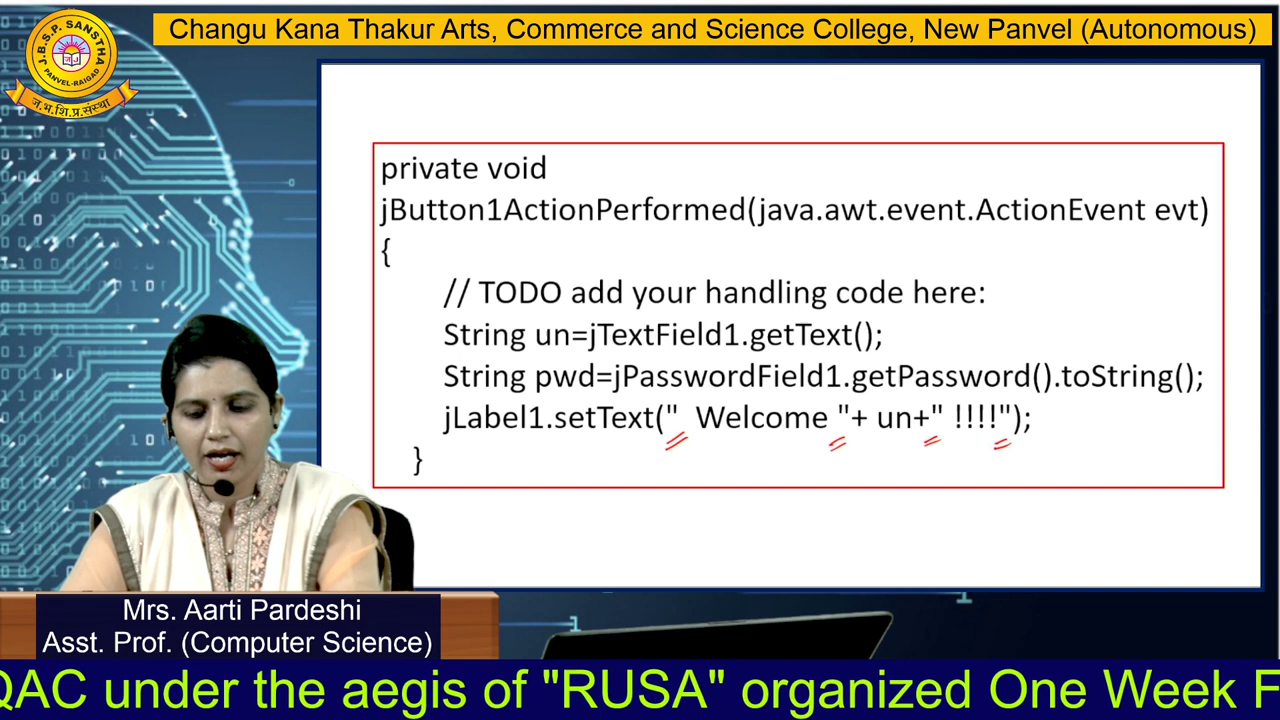 Changu Kana Thakur Arts, Commerce and Science College, New Panvel (Autonomous)
J.B.S.P. SANSTHA
PANVEL-RAIGAD
ज.भ.शि.प्र.संस्था
private void
jButton1ActionPerformed(java.awt.event.ActionEvent evt)
{
// TODO add your handling code here:
String un=jTextField1.getText();
String pwd=jPasswordField1.getPassword().toString();
jLabel1.setText("  Welcome "+ un+" !!!!");
}
Mrs. Aarti Pardeshi
Asst. Prof. (Computer Science)
QAC under the aegis of "RUSA" organized One Week F